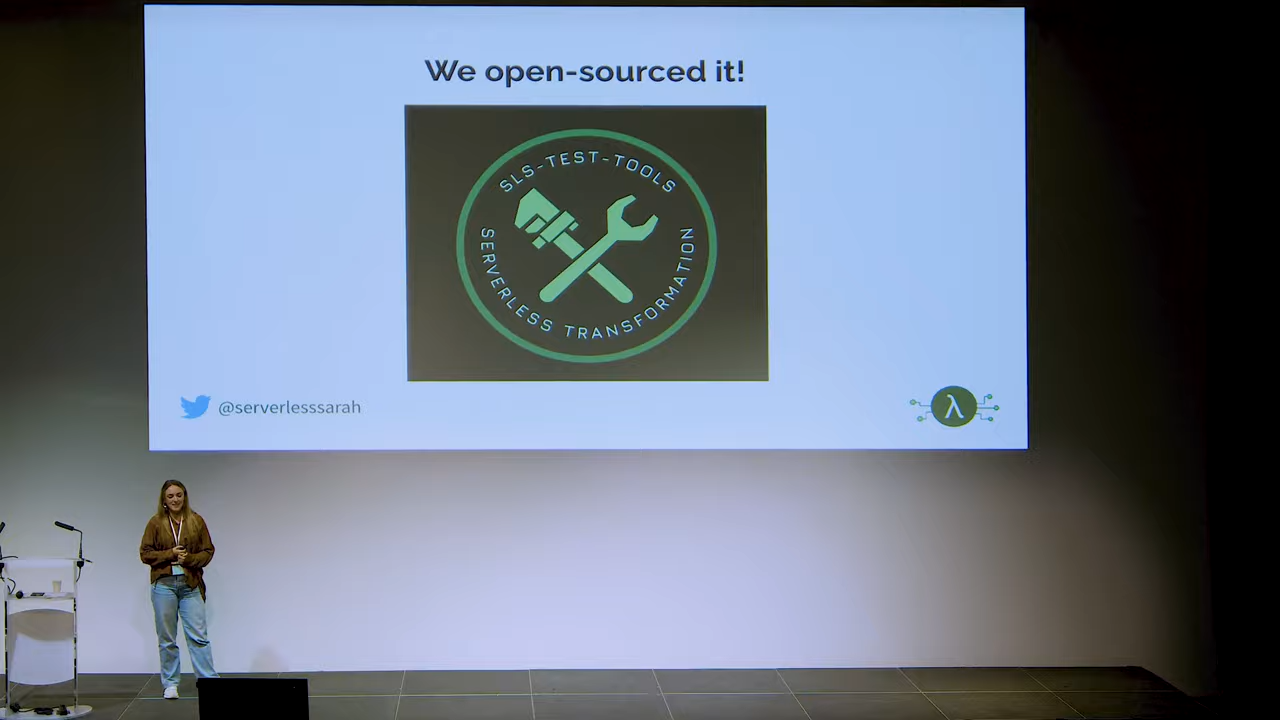 We open-sourced it!
SLS-TEST-TOOLS
SERVERLESS TRANSFORMATION
@serverlesssarah
λ